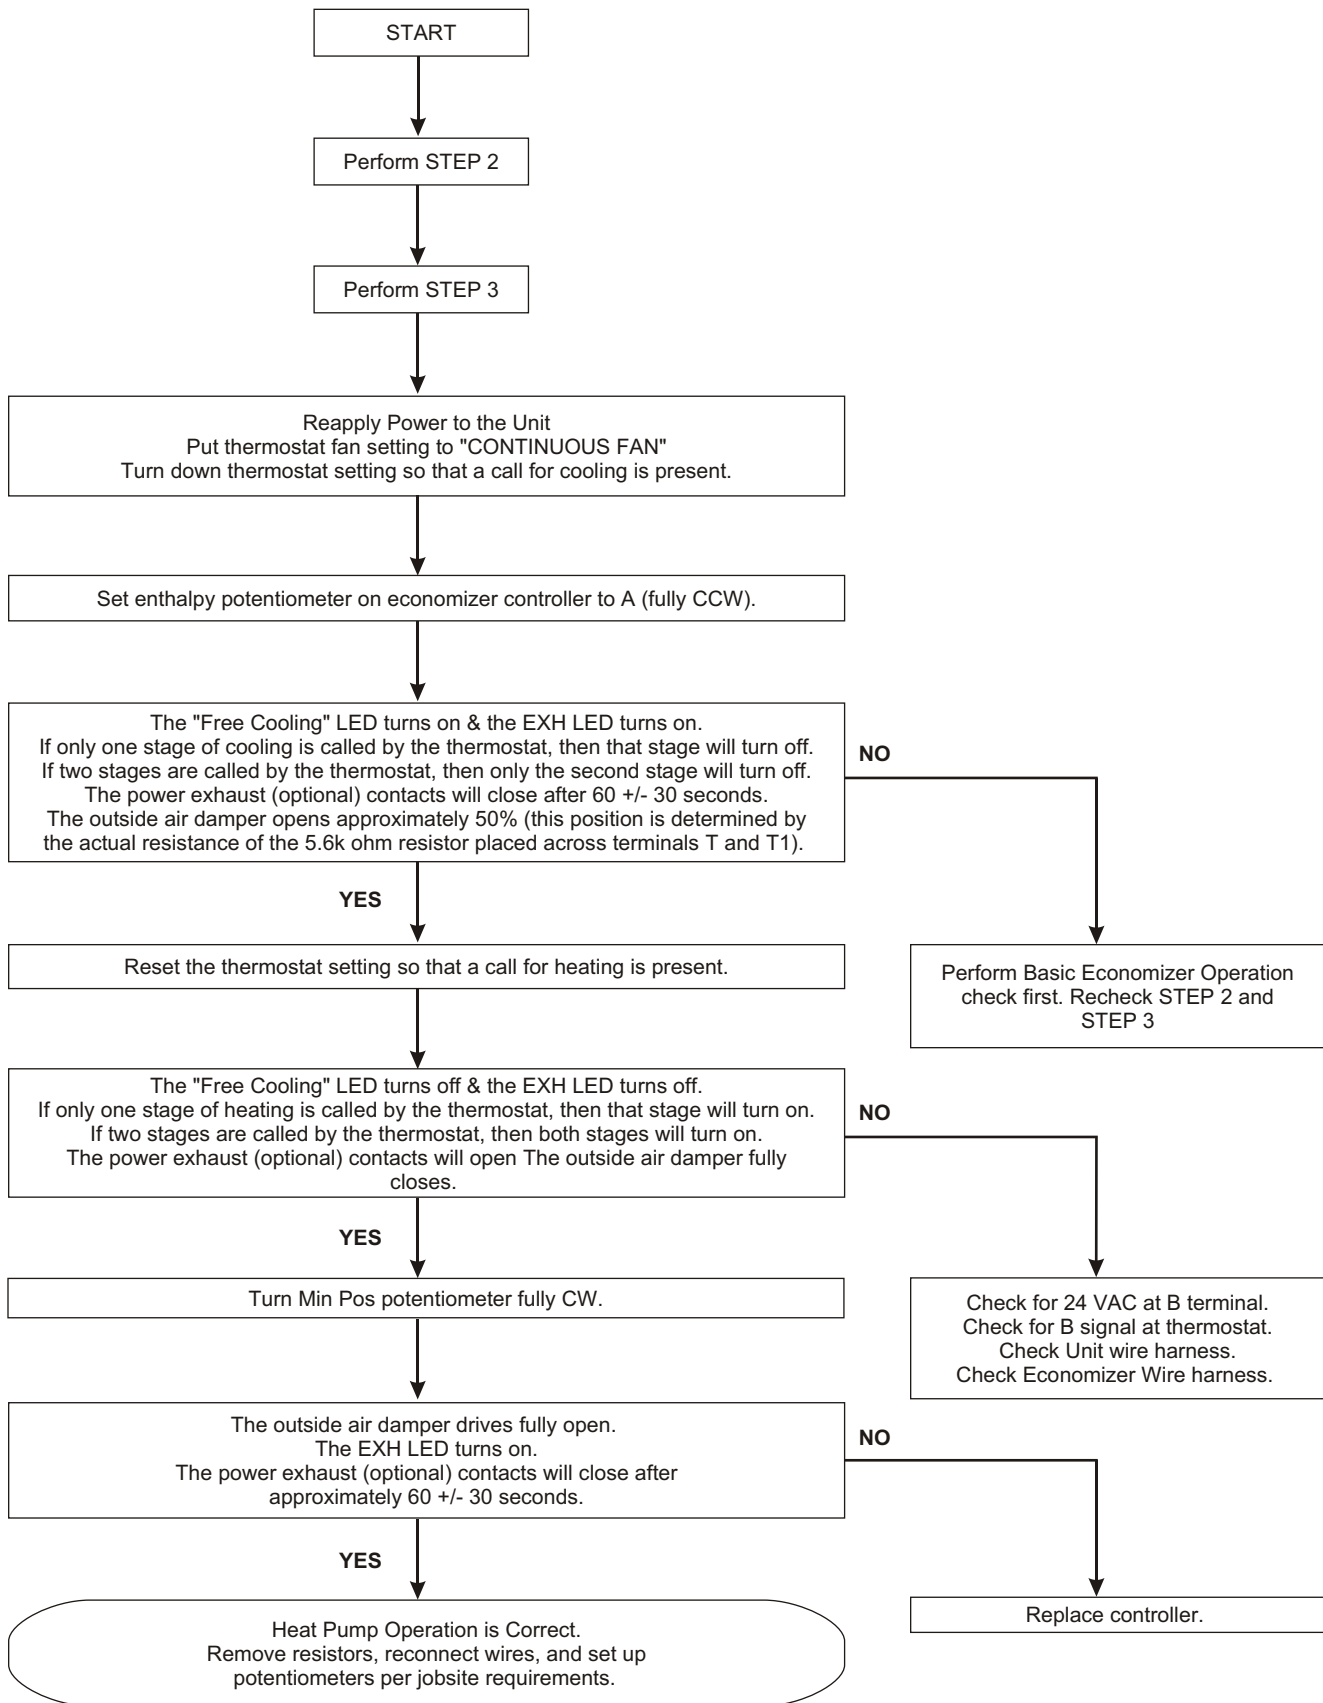 START
Perform STEP 2
Perform STEP 3
Reapply Power to the Unit
Put thermostat fan setting to "CONTINUOUS FAN"
Turn down thermostat setting so that a call for cooling is present.
Set enthalpy potentiometer on economizer controller to A (fully CCW).
The "Free Cooling" LED turns on & the EXH LED turns on.
If only one stage of cooling is called by the thermostat, then that stage will turn off.
If two stages are called by the thermostat, then only the second stage will turn off.
The power exhaust (optional) contacts will close after 60 +/- 30 seconds.
The outside air damper opens approximately 50% (this position is determined by
the actual resistance of the 5.6k ohm resistor placed across terminals T and T1).
NO
YES
Reset the thermostat setting so that a call for heating is present.
Perform Basic Economizer Operation
check first. Recheck STEP 2 and
STEP 3
The "Free Cooling" LED turns off & the EXH LED turns off.
If only one stage of heating is called by the thermostat, then that stage will turn on.
If two stages are called by the thermostat, then both stages will turn on.
The power exhaust (optional) contacts will open The outside air damper fully
closes.
NO
YES
Turn Min Pos potentiometer fully CW.
Check for 24 VAC at B terminal.
Check for B signal at thermostat.
Check Unit wire harness.
Check Economizer Wire harness.
The outside air damper drives fully open.
The EXH LED turns on.
The power exhaust (optional) contacts will close after
approximately 60 +/- 30 seconds.
NO
YES
Replace controller.
Heat Pump Operation is Correct.
Remove resistors, reconnect wires, and set up
potentiometers per jobsite requirements.